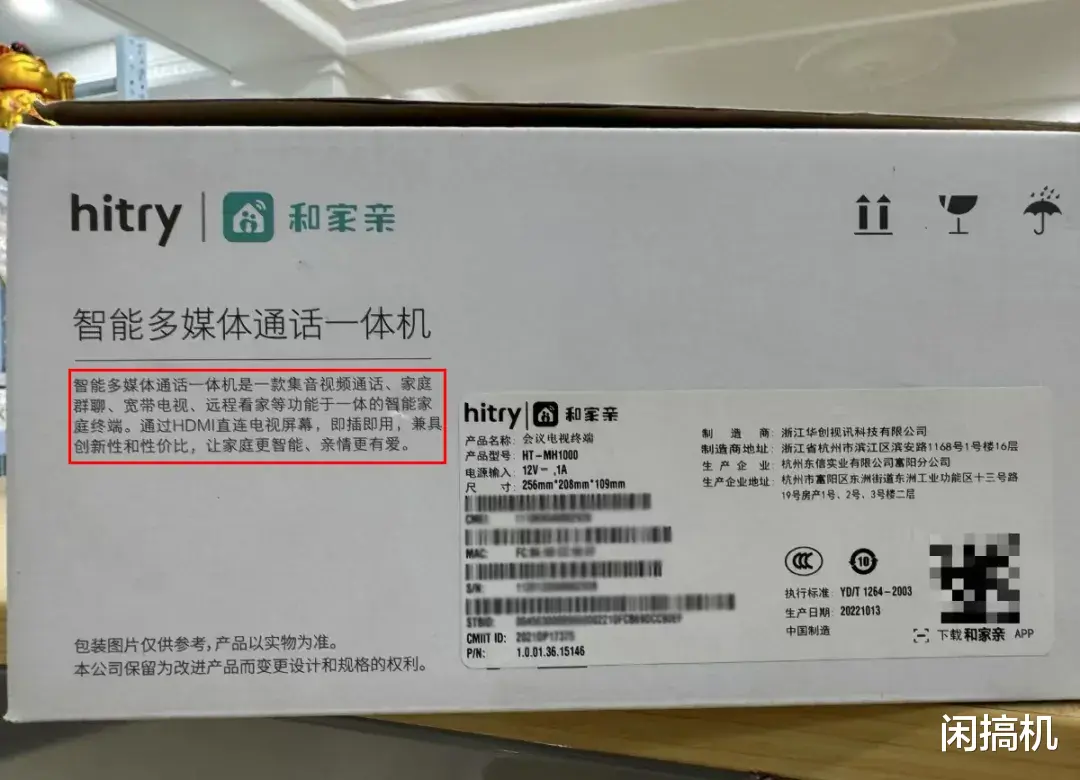 hitry | 和家亲
智能多媒体通话一体机
智能多媒体通话一体机是一款集音视频通话、家庭
群聊、宽带电视、远程看家等功能于一体的智能家
庭终端。通过HDMI直连电视屏幕，即插即用，兼具
创新性和性价比，让家庭更智能、亲情更有爱。
包装图片仅供参考，产品以实物为准。
本公司保留为改进产品而变更设计和规格的权利。
hitry | 和家亲
产品名称: 会议电视终端
产品型号: HT-MH1000
电源输入: 12V⎓,1A
尺 寸: 256mm*208mm*109mm
CMEI:
MAC:
S/N:
STBID:
CMIIT ID: 2021DP17375
P/N: 1.0.01.36.15146
制 造 商: 浙江华创视讯科技有限公司
制造商地址: 浙江省杭州市滨江区滨安路1168号1号楼16层
生 产 企 业: 杭州东信实业有限公司富阳分公司
生产企业地址: 杭州市富阳区东洲街道东洲工业功能区十三号路
19号房产1号、2号、3号楼二层
CCC
10
执行标准: YD/T 1264-2003
生产日期: 20221013
中国制造
下载和家亲 APP
闲搞机